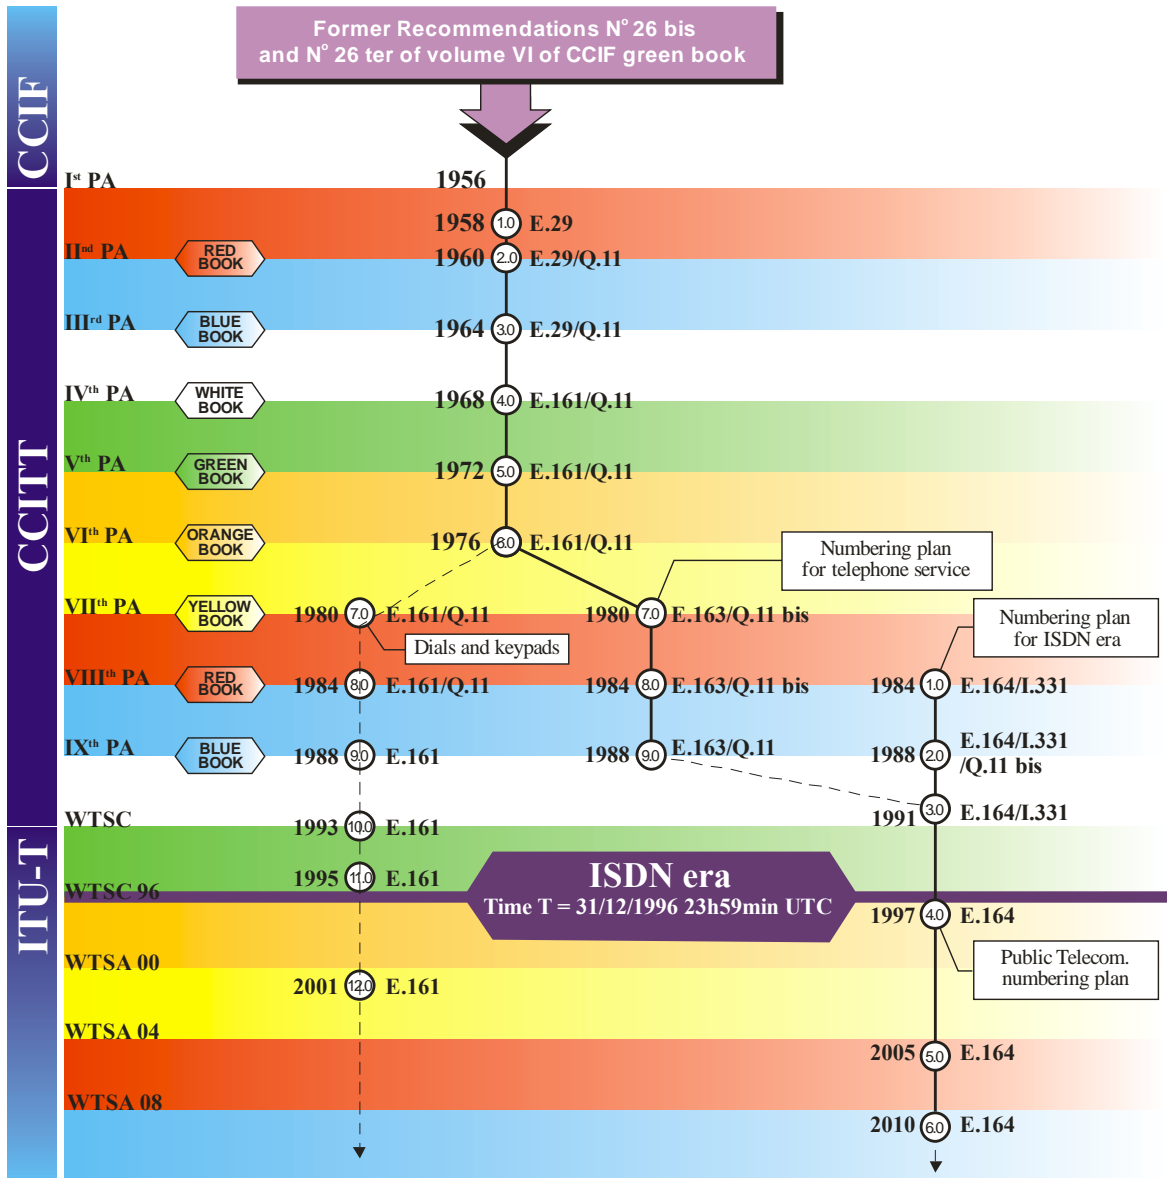 Former Recommendations N° 26 bis
and N° 26 ter of volume VI of CCIF green book
CCIF
CCITT
ITU-T
Ist PA
1956
1958 1.0 E.29
IInd PA RED BOOK 1960 2.0 E.29/Q.11
IIIrd PA BLUE BOOK 1964 3.0 E.29/Q.11
IVth PA WHITE BOOK 1968 4.0 E.161/Q.11
Vth PA GREEN BOOK 1972 5.0 E.161/Q.11
VIth PA ORANGE BOOK 1976 6.0 E.161/Q.11
Numbering plan
for telephone service
VIIth PA YELLOW BOOK 1980 7.0 E.161/Q.11 1980 7.0 E.163/Q.11 bis
Dials and keypads
Numbering plan
for ISDN era
VIIIth PA RED BOOK 1984 8.0 E.161/Q.11 1984 8.0 E.163/Q.11 bis 1984 1.0 E.164/I.331
IXth PA BLUE BOOK 1988 9.0 E.161 1988 9.0 E.163/Q.11 1988 2.0 E.164/I.331
/Q.11 bis
1991 3.0 E.164/I.331
WTSC 1993 10.0 E.161
1995 11.0 E.161
WTSC 96
ISDN era
Time T = 31/12/1996 23h59min UTC
1997 4.0 E.164
Public Telecom.
numbering plan
WTSA 00
2001 12.0 E.161
WTSA 04
2005 5.0 E.164
WTSA 08
2010 6.0 E.164